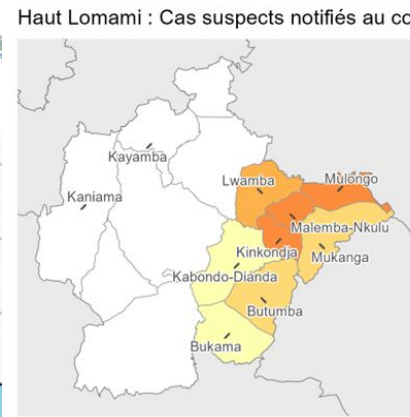 Haut Lomami : Cas suspects notifiés au co
Kayamba
Kaniama
Lwamba
Mulongo
Malemba-Nkulu
Kinkondja
Mukanga
Kabondo-Dianda
Butumba
Bukama